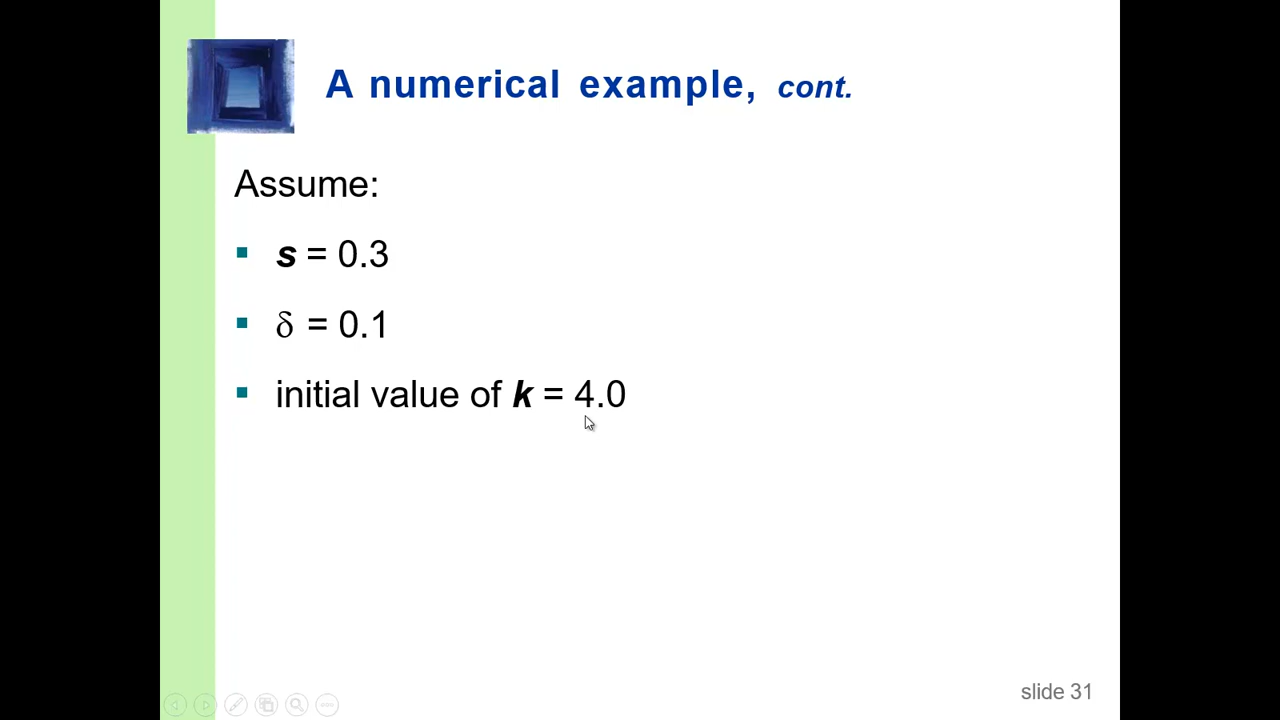 A numerical example, cont.
Assume:
▪ s = 0.3
▪ δ = 0.1
▪ initial value of k = 4.0
slide 31